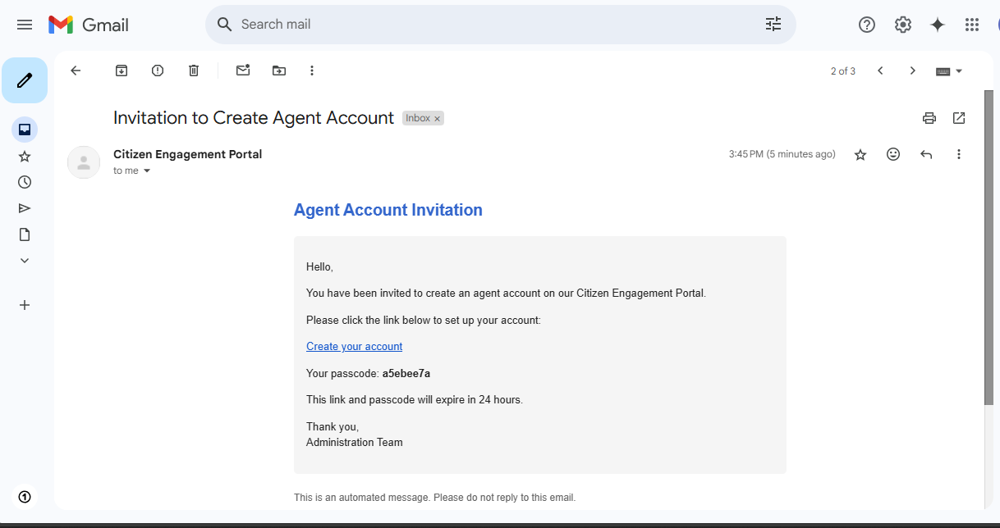 Gmail
Search mail
2 of 3
Invitation to Create Agent Account Inbox ×
Citizen Engagement Portal
3:45 PM (5 minutes ago)
to me
Agent Account Invitation
Hello,
You have been invited to create an agent account on our Citizen Engagement Portal.
Please click the link below to set up your account:
Create your account
Your passcode: a5ebee7a
This link and passcode will expire in 24 hours.
Thank you,
Administration Team
This is an automated message. Please do not reply to this email.